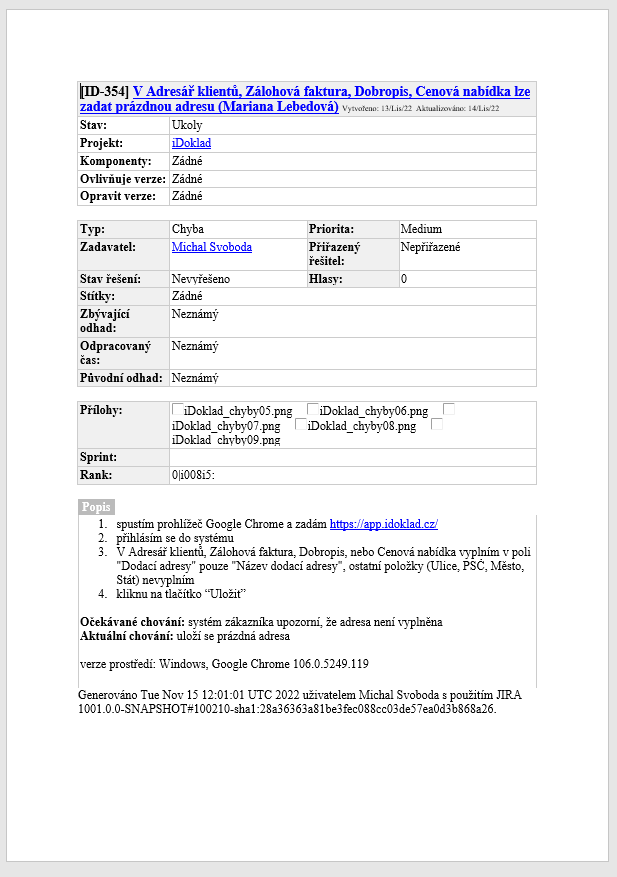 [ID-354] V Adresář klientů, Zálohová faktura, Dobropis, Cenová nabídka lze
zadat prázdnou adresu (Mariana Lebedová) Vytvořeno: 13/Lis/22 Aktualizováno: 14/Lis/22
Stav: Úkoly
Projekt: iDoklad
Komponenty: Žádné
Ovlivňuje verze: Žádné
Opravit verze: Žádné
Typ: Chyba Priorita: Medium
Zadavatel: Michal Svoboda Přiřazený
řešitel: Nepřiřazené
Stav řešení: Nevyřešeno Hlasy: 0
Štítky: Žádné
Zbývající
odhad: Neznámý
Odpracovaný
čas: Neznámý
Původní odhad: Neznámý
Přílohy: iDoklad_chyby05.png iDoklad_chyby06.png
iDoklad_chyby07.png iDoklad_chyby08.png
iDoklad_chyby09.png
Sprint:
Rank: 0|i008i5:
Popis
1. spustím prohlížeč Google Chrome a zadám https://app.idoklad.cz/
2. přihlásím se do systému
3. V Adresář klientů, Zálohová faktura, Dobropis, nebo Cenová nabídka vyplním v poli
"Dodací adresy" pouze "Název dodací adresy", ostatní položky (Ulice, PSČ, Město,
Stát) nevyplním
4. kliknu na tlačítko “Uložit”
Očekávané chování: systém zákazníka upozorní, že adresa není vyplněna
Aktuální chování: uloží se prázdná adresa
verze prostředí: Windows, Google Chrome 106.0.5249.119
Generováno Tue Nov 15 12:01:01 UTC 2022 uživatelem Michal Svoboda s použitím JIRA
1001.0.0-SNAPSHOT#100210-sha1:28a36363a81be3fec088cc03de57ea0d3b868a26.